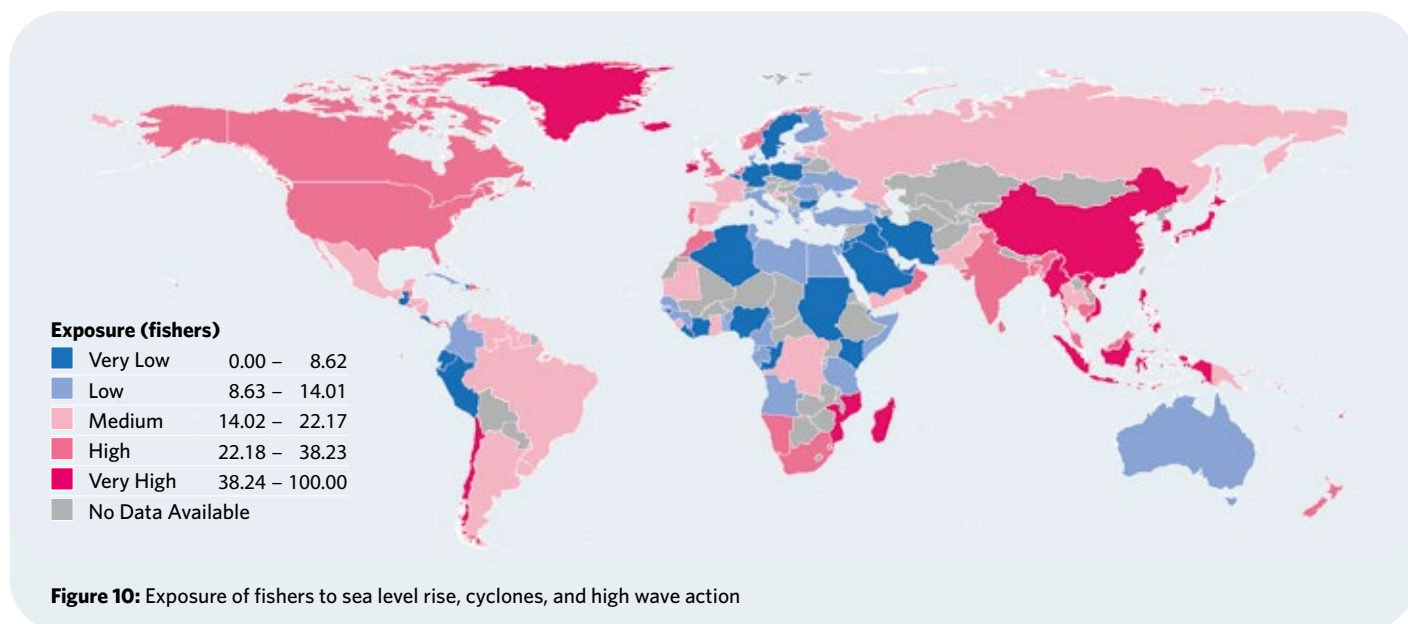 Exposure (fishers)
Very Low 0.00 – 8.62
Low 8.63 – 14.01
Medium 14.02 – 22.17
High 22.18 – 38.23
Very High 38.24 – 100.00
No Data Available
Figure 10: Exposure of fishers to sea level rise, cyclones, and high wave action